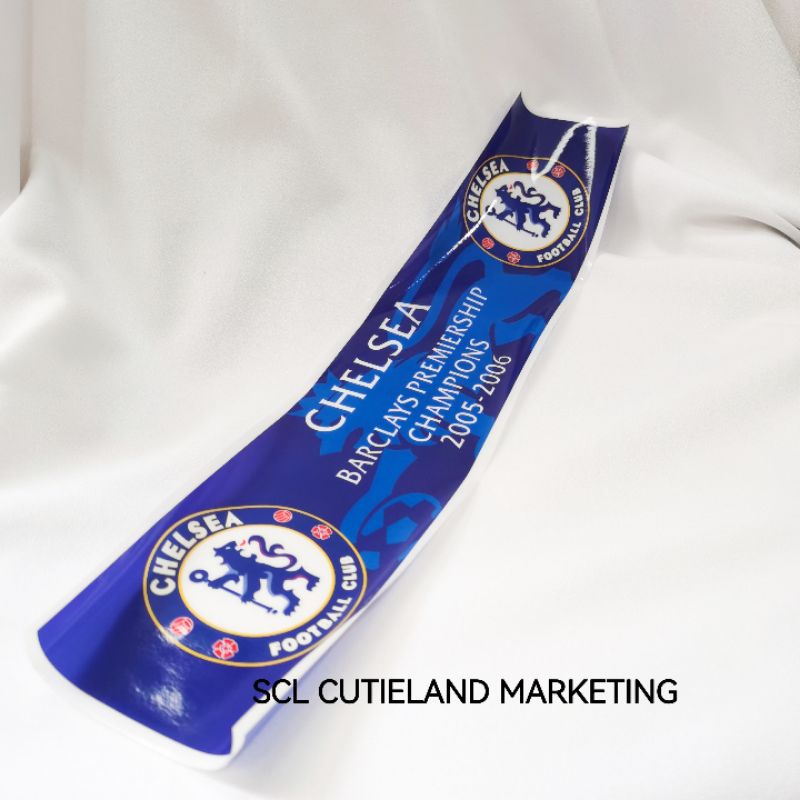 CHELSEA
FOOTBALL CLUB
CHELSEA
BARCLAYS PREMIERSHIP
CHAMPIONS
2005-2006
CHELSEA
FOOTBALL CLUB
SCL CUTIELAND MARKETING